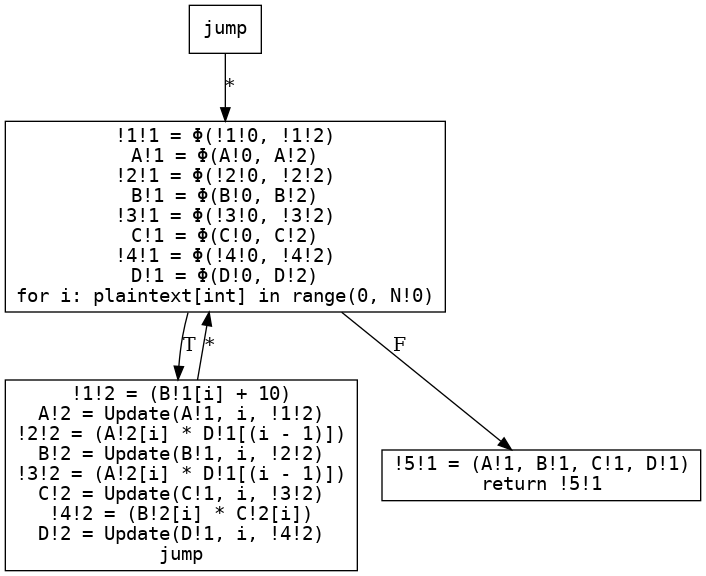 jump
*
!1!1 = Φ(!1!0, !1!2)
A!1 = Φ(A!0, A!2)
!2!1 = Φ(!2!0, !2!2)
B!1 = Φ(B!0, B!2)
!3!1 = Φ(!3!0, !3!2)
C!1 = Φ(C!0, C!2)
!4!1 = Φ(!4!0, !4!2)
D!1 = Φ(D!0, D!2)
for i: plaintext[int] in range(0, N!0)
T
*
F
!1!2 = (B!1[i] + 10)
A!2 = Update(A!1, i, !1!2)
!2!2 = (A!2[i] * D!1[(i - 1)])
B!2 = Update(B!1, i, !2!2)
!3!2 = (A!2[i] * D!1[(i - 1)])
C!2 = Update(C!1, i, !3!2)
!4!2 = (B!2[i] * C!2[i])
D!2 = Update(D!1, i, !4!2)
jump
!5!1 = (A!1, B!1, C!1, D!1)
return !5!1